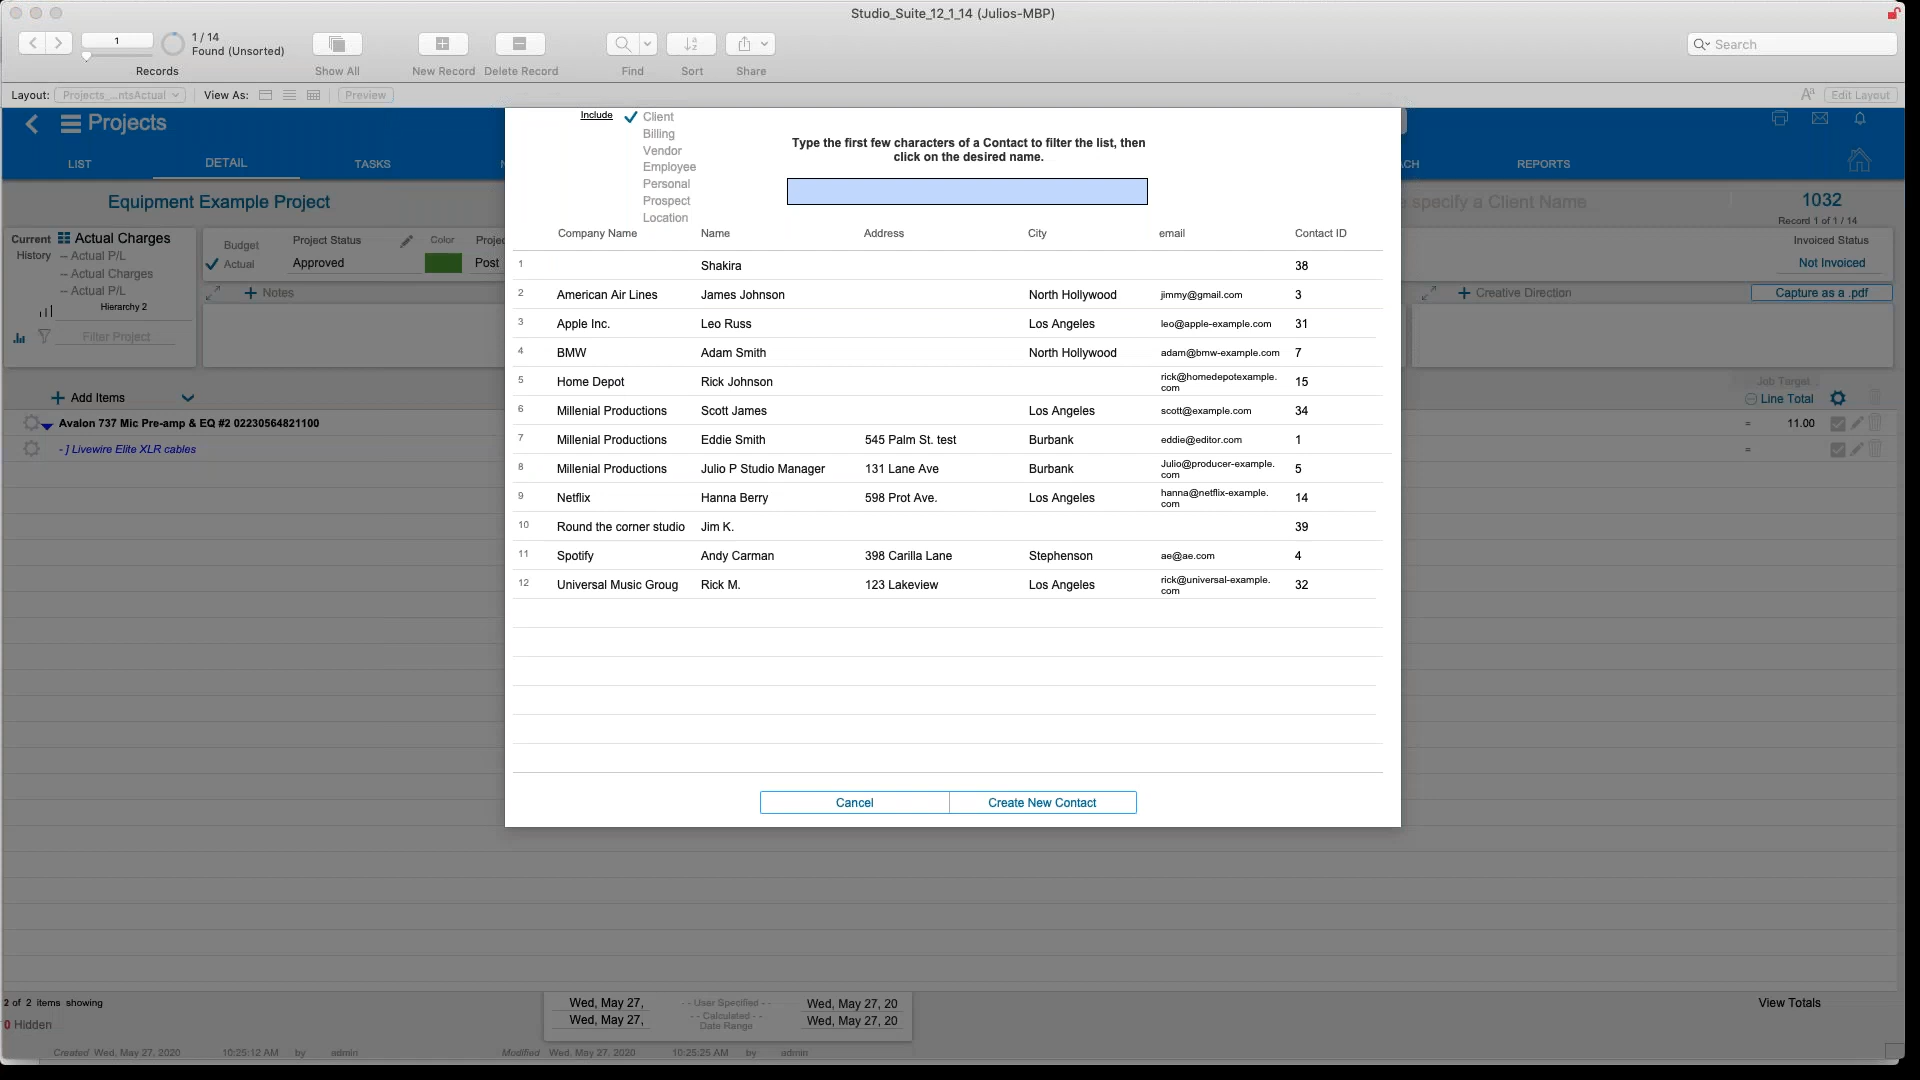 Studio_Suite_12_1_14 (Julios-MBP)
1
1 / 14
Found (Unsorted)
Records
Show All
New Record
Delete Record
Find
Sort
Share
Search
Layout:
Projects_...ntsActual
View As:
Preview
Edit Layout
Projects
LIST
DETAIL
TASKS
N
CH
REPORTS
Equipment Example Project
e specify a Client Name
1032
Record 1 of 1 / 14
Current
Actual Charges
History
-- Actual P/L
-- Actual Charges
-- Actual P/L
Hierarchy 2
Filter Project
Budget
Actual
Project Status
Approved
Color
Projec
Post
Notes
Invoiced Status
Not Invoiced
Creative Direction
Capture as a .pdf
Add Items
Job Target
Line Total
Avalon 737 Mic Pre-amp & EQ #2 02230564821100
= 11.00
- ] Livewire Elite XLR cables
=
Include
Client
Billing
Vendor
Employee
Personal
Prospect
Location
Type the first few characters of a Contact to filter the list, then
click on the desired name.
Company Name Name Address City email Contact ID
1 Shakira 38
2 American Air Lines James Johnson North Hollywood jimmy@gmail.com 3
3 Apple Inc. Leo Russ Los Angeles leo@apple-example.com 31
4 BMW Adam Smith North Hollywood adam@bmw-example.com 7
5 Home Depot Rick Johnson rick@homedepotexample.
com 15
6 Millenial Productions Scott James Los Angeles scott@example.com 34
7 Millenial Productions Eddie Smith 545 Palm St. test Burbank eddie@editor.com 1
8 Millenial Productions Julio P Studio Manager 131 Lane Ave Burbank Julio@producer-example.
com 5
9 Netflix Hanna Berry 598 Prot Ave. Los Angeles hanna@netflix-example.
com 14
10 Round the corner studio Jim K. 39
11 Spotify Andy Carman 398 Carilla Lane Stephenson ae@ae.com 4
12 Universal Music Groug Rick M. 123 Lakeview Los Angeles rick@universal-example.
com 32
Cancel
Create New Contact
2 of 2 items showing
0 Hidden
Wed, May 27,
- - User Specified - -
Wed, May 27, 20
Wed, May 27,
- - Calculated - -
Date Range
Wed, May 27, 20
View Totals
Created Wed, May 27, 2020 10:25:12 AM by admin
Modified Wed, May 27, 2020 10:25:25 AM by admin